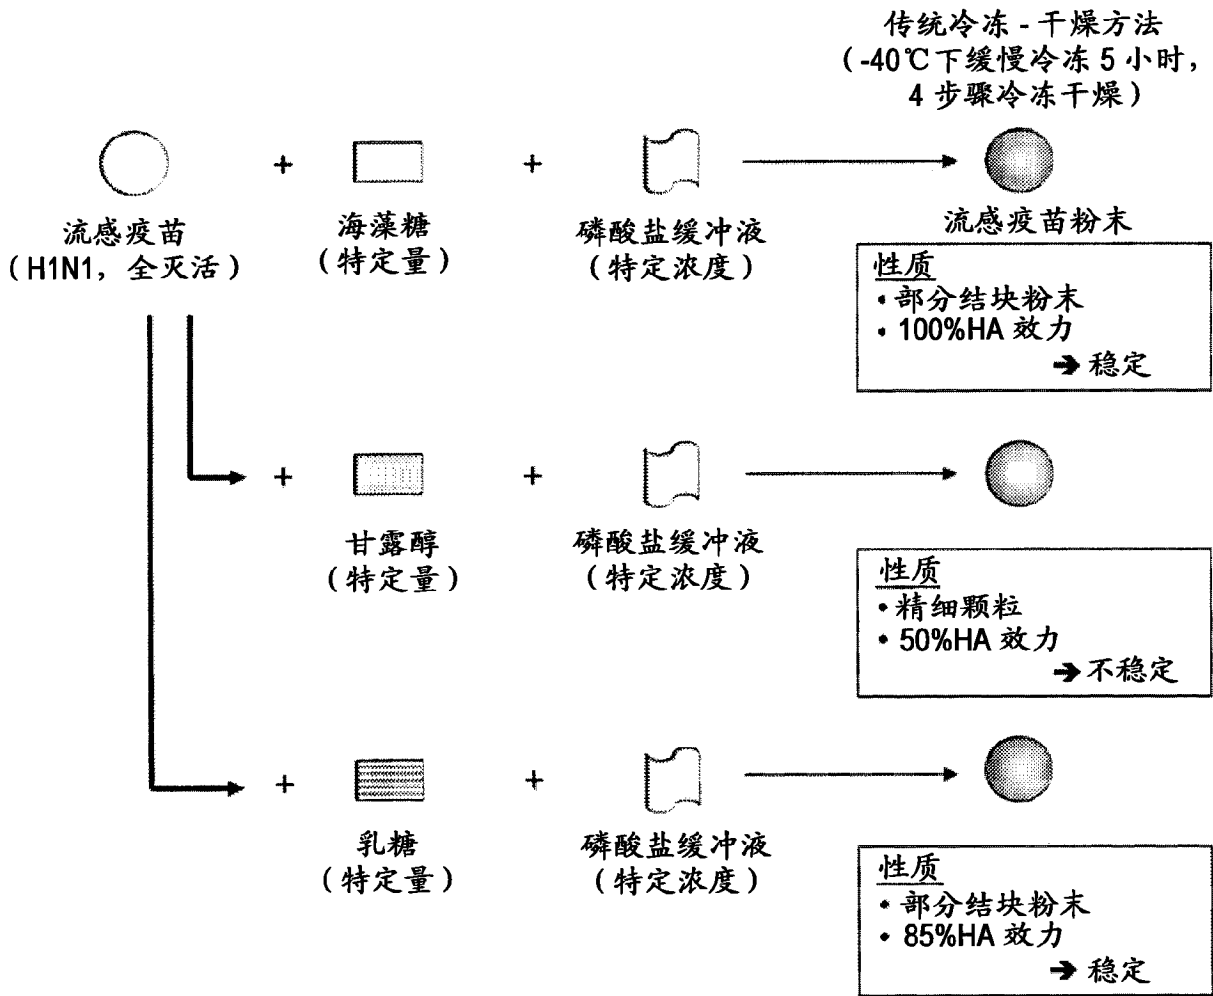 传统冷冻 - 干燥方法
（-40℃下缓慢冷冻 5 小时，
4 步骤冷冻干燥）
+
+
流感疫苗
（H1N1，全灭活）
海藻糖
（特定量）
磷酸盐缓冲液
（特定浓度）
流感疫苗粉末
性质
• 部分结块粉末
• 100%HA 效力
➔ 稳定
+
+
甘露醇
（特定量）
磷酸盐缓冲液
（特定浓度）
性质
• 精细颗粒
• 50%HA 效力
➔ 不稳定
+
+
乳糖
（特定量）
磷酸盐缓冲液
（特定浓度）
性质
• 部分结块粉末
• 85%HA 效力
➔ 稳定